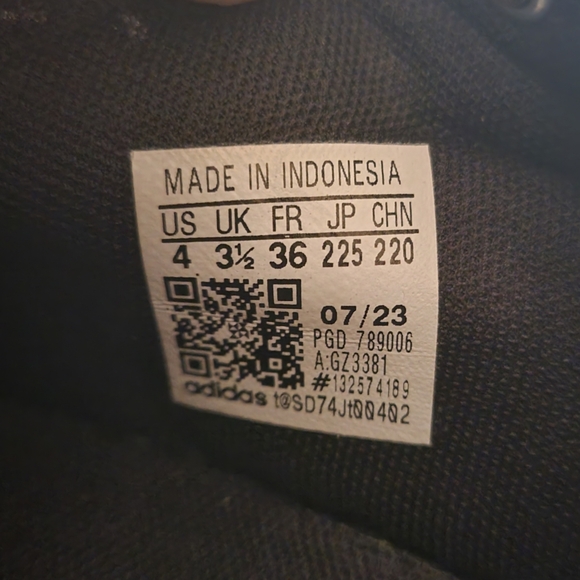 MADE IN INDONESIA
US UK FR JP CHN
4 3½ 36 225 220
07/23
PGD 789006
A:GZ3381
#132574189
adidas t@SD74Jt00402